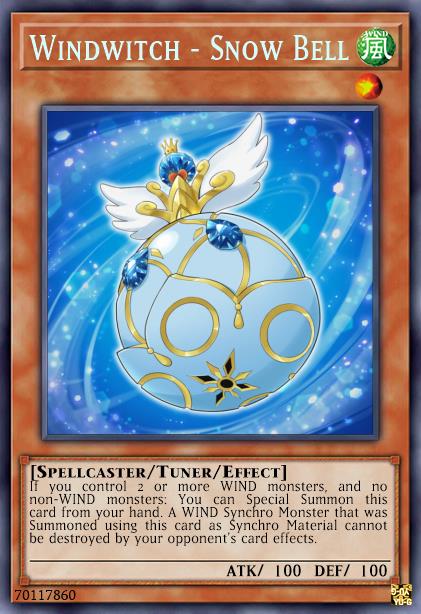 Windwitch - Snow Bell
WIND
風
[Spellcaster/Tuner/Effect]
If you control 2 or more WIND monsters, and no
non-WIND monsters: You can Special Summon this
card from your hand. A WIND Synchro Monster that was
Summoned using this card as Synchro Material cannot
be destroyed by your opponent's card effects.
ATK/ 100 DEF/ 100
70117860